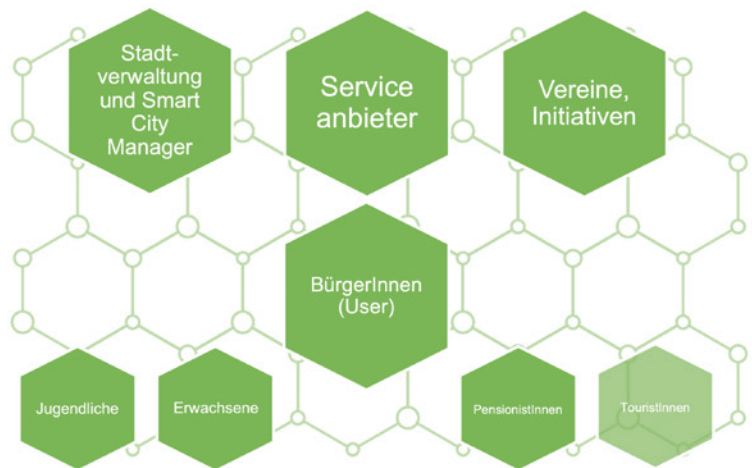 Stadt-
verwaltung
und Smart
City
Manager
Service
anbieter
Vereine,
Initiativen
BürgerInnen
(User)
Jugendliche
Erwachsene
PensionistInnen
TouristInnen